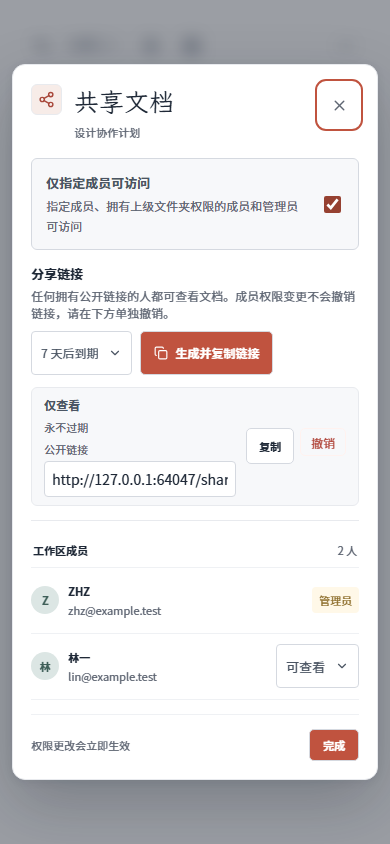 共享文档
设计协作计划
仅指定成员可访问
指定成员、拥有上级文件夹权限的成员和管理员
可访问
分享链接
任何拥有公开链接的人都可查看文档。成员权限变更不会撤销
链接，请在下方单独撤销。
7 天后到期
生成并复制链接
仅查看
永不过期
公开链接
http://127.0.0.1:64047/shar
复制
撤销
工作区成员
2 人
Z
ZHZ
zhz@example.test
管理员
林
林一
lin@example.test
可查看
权限更改会立即生效
完成